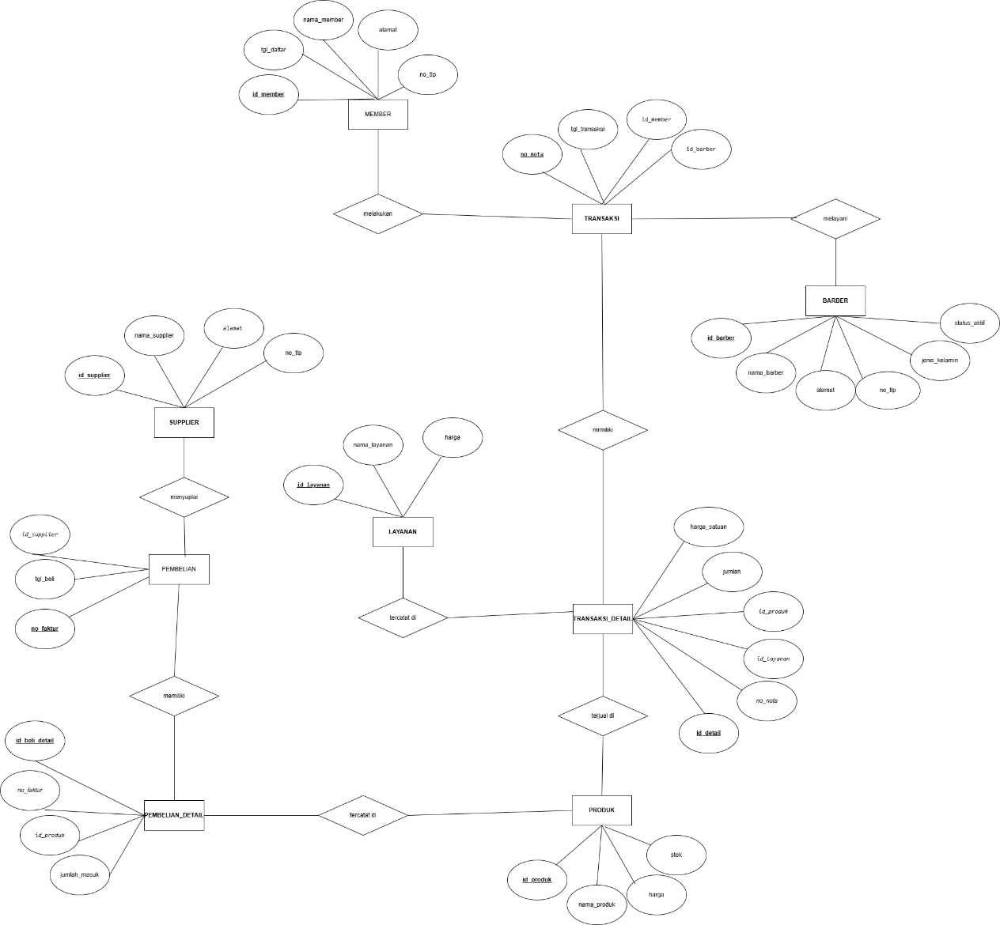 nama_member
alamat
tgl_daftar
no_tlp
id_member
MEMBER
id_member
tgl_transaksi
id_barber
no_nota
melakukan
TRANSAKSI
melayani
BARBER
status_aktif
id_barber
jenis_kelamin
nama_barber
alamat
no_tlp
alamat
nama_supplier
no_tlp
id_supplier
SUPPLIER
mrmiliki
harga
nama_layanan
id_layanan
menyuplai
LAYANAN
harga_satuan
id_supplier
PEMBELIAN
jumlah
tgl_beli
id_produk
tercatat di
TRANSAKSI_DETAIL
no_faktur
id_layanan
memiliki
no_nota
terjual di
id_detail
id_beli_detail
no_faktur
PEMBELIAN_DETAIL
tercatat di
PRODUK
id_produk
stok
jumlah_masuk
id_produk
harga
nama_produk